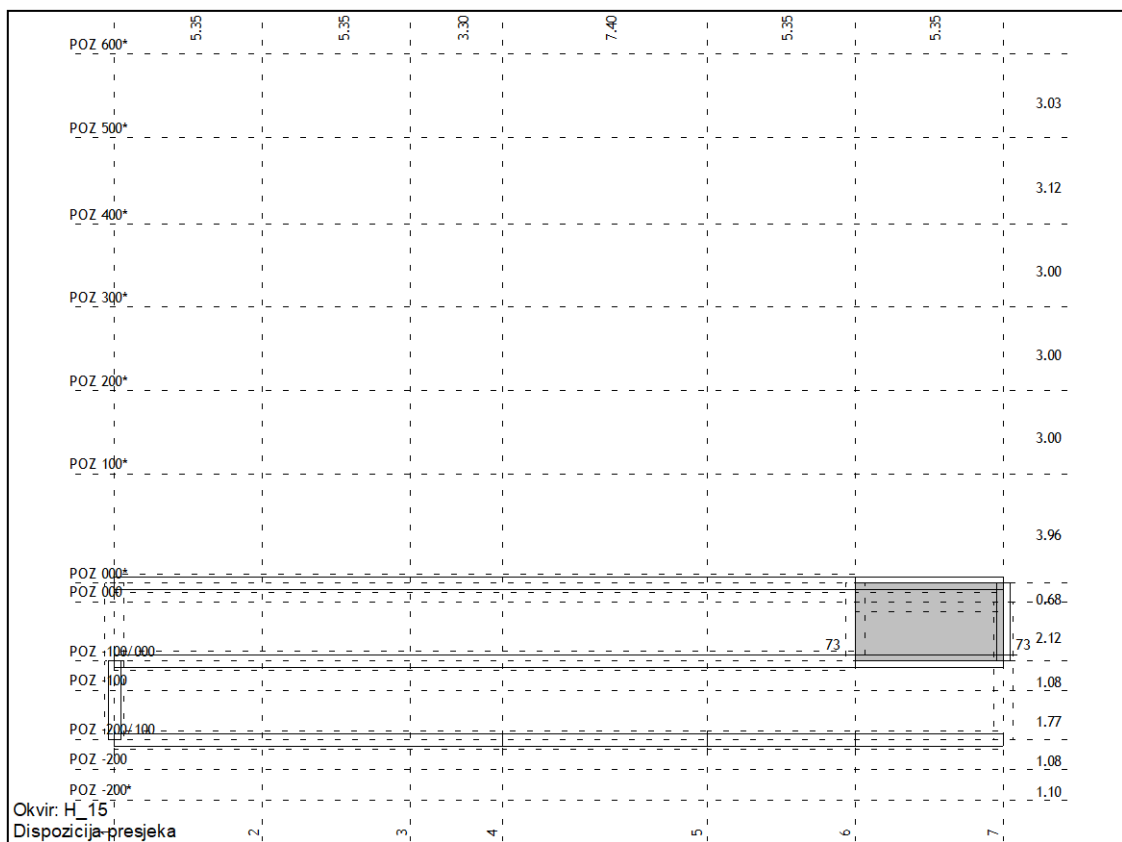 5.35 5.35 3.30 7.40 5.35 5.35
POZ 600*
3.03
POZ 500*
3.12
POZ 400*
3.00
POZ 300*
3.00
POZ 200*
3.00
POZ 100*
3.96
POZ 000*
POZ 000
0.68
2.12
73 73
POZ -100/000
POZ -100
1.08
1.77
POZ -200/100
POZ -200
1.08
POZ -200*
1.10
Okvir: H_15
Dispozicija presjeka
1 2 3 4 5 6 7